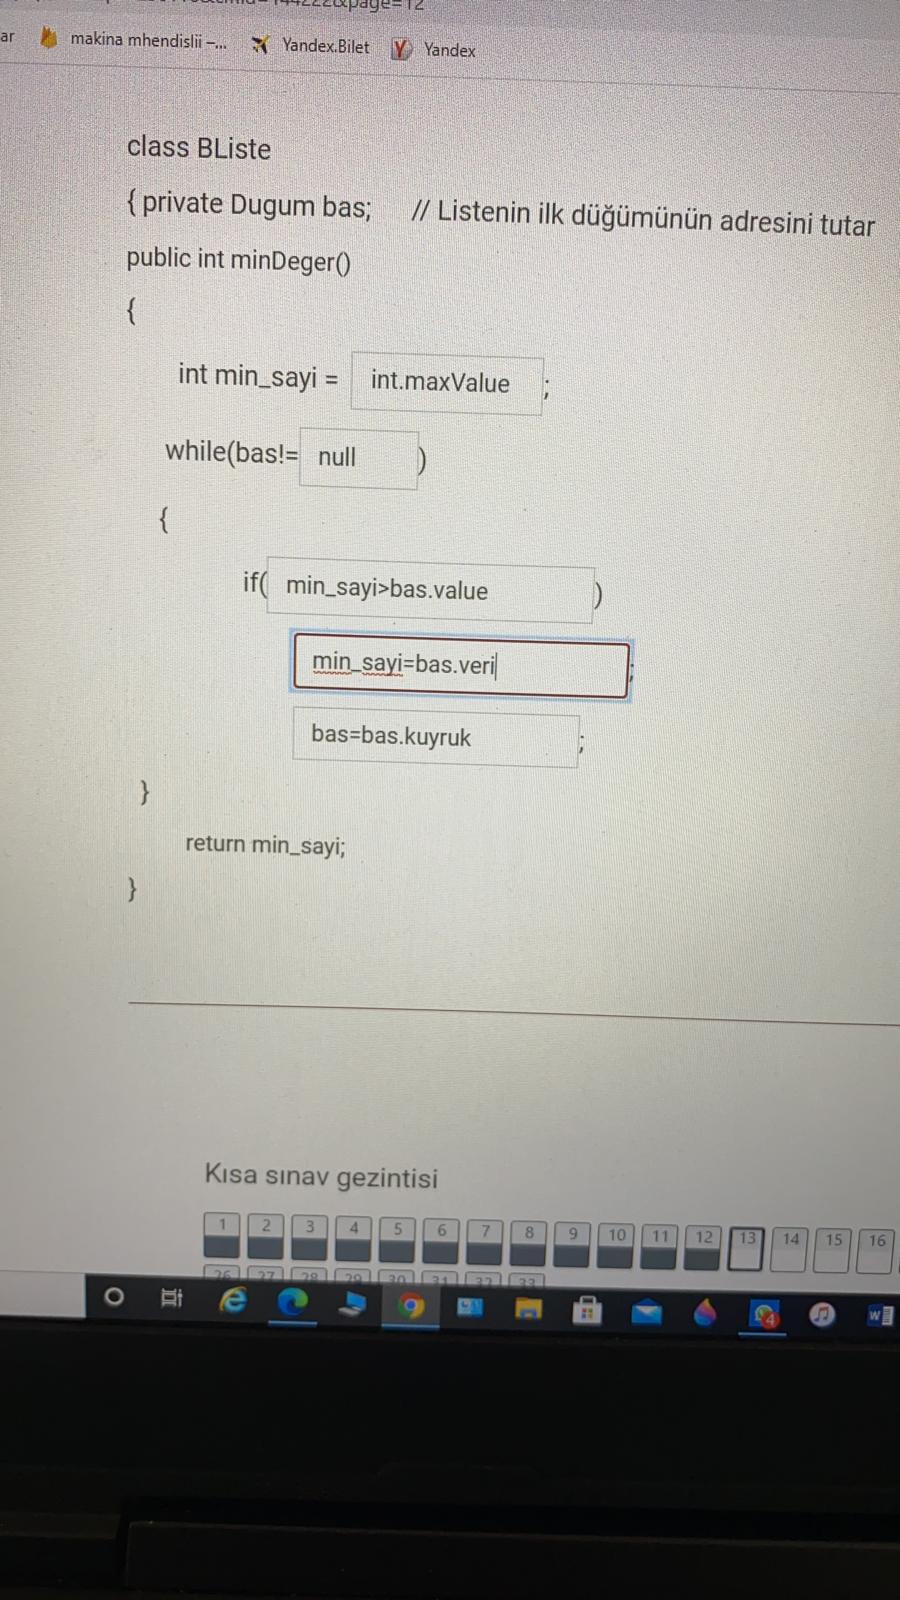 page=12
ar makina mhendislii –... Yandex.Bilet Yandex
class BListe
{ private Dugum bas; // Listenin ilk düğümünün adresini tutar
public int minDeger()
{
int min_sayi = int.maxValue ;
while(bas!= null )
{
if( min_sayi>bas.value )
min_sayi=bas.veri ;
bas=bas.kuyruk ;
}
return min_sayi;
}
Kısa sınav gezintisi
1 2 3 4 5 6 7 8 9 10 11 12 13 14 15 16
26 27 28 29 30 31 32 33
4